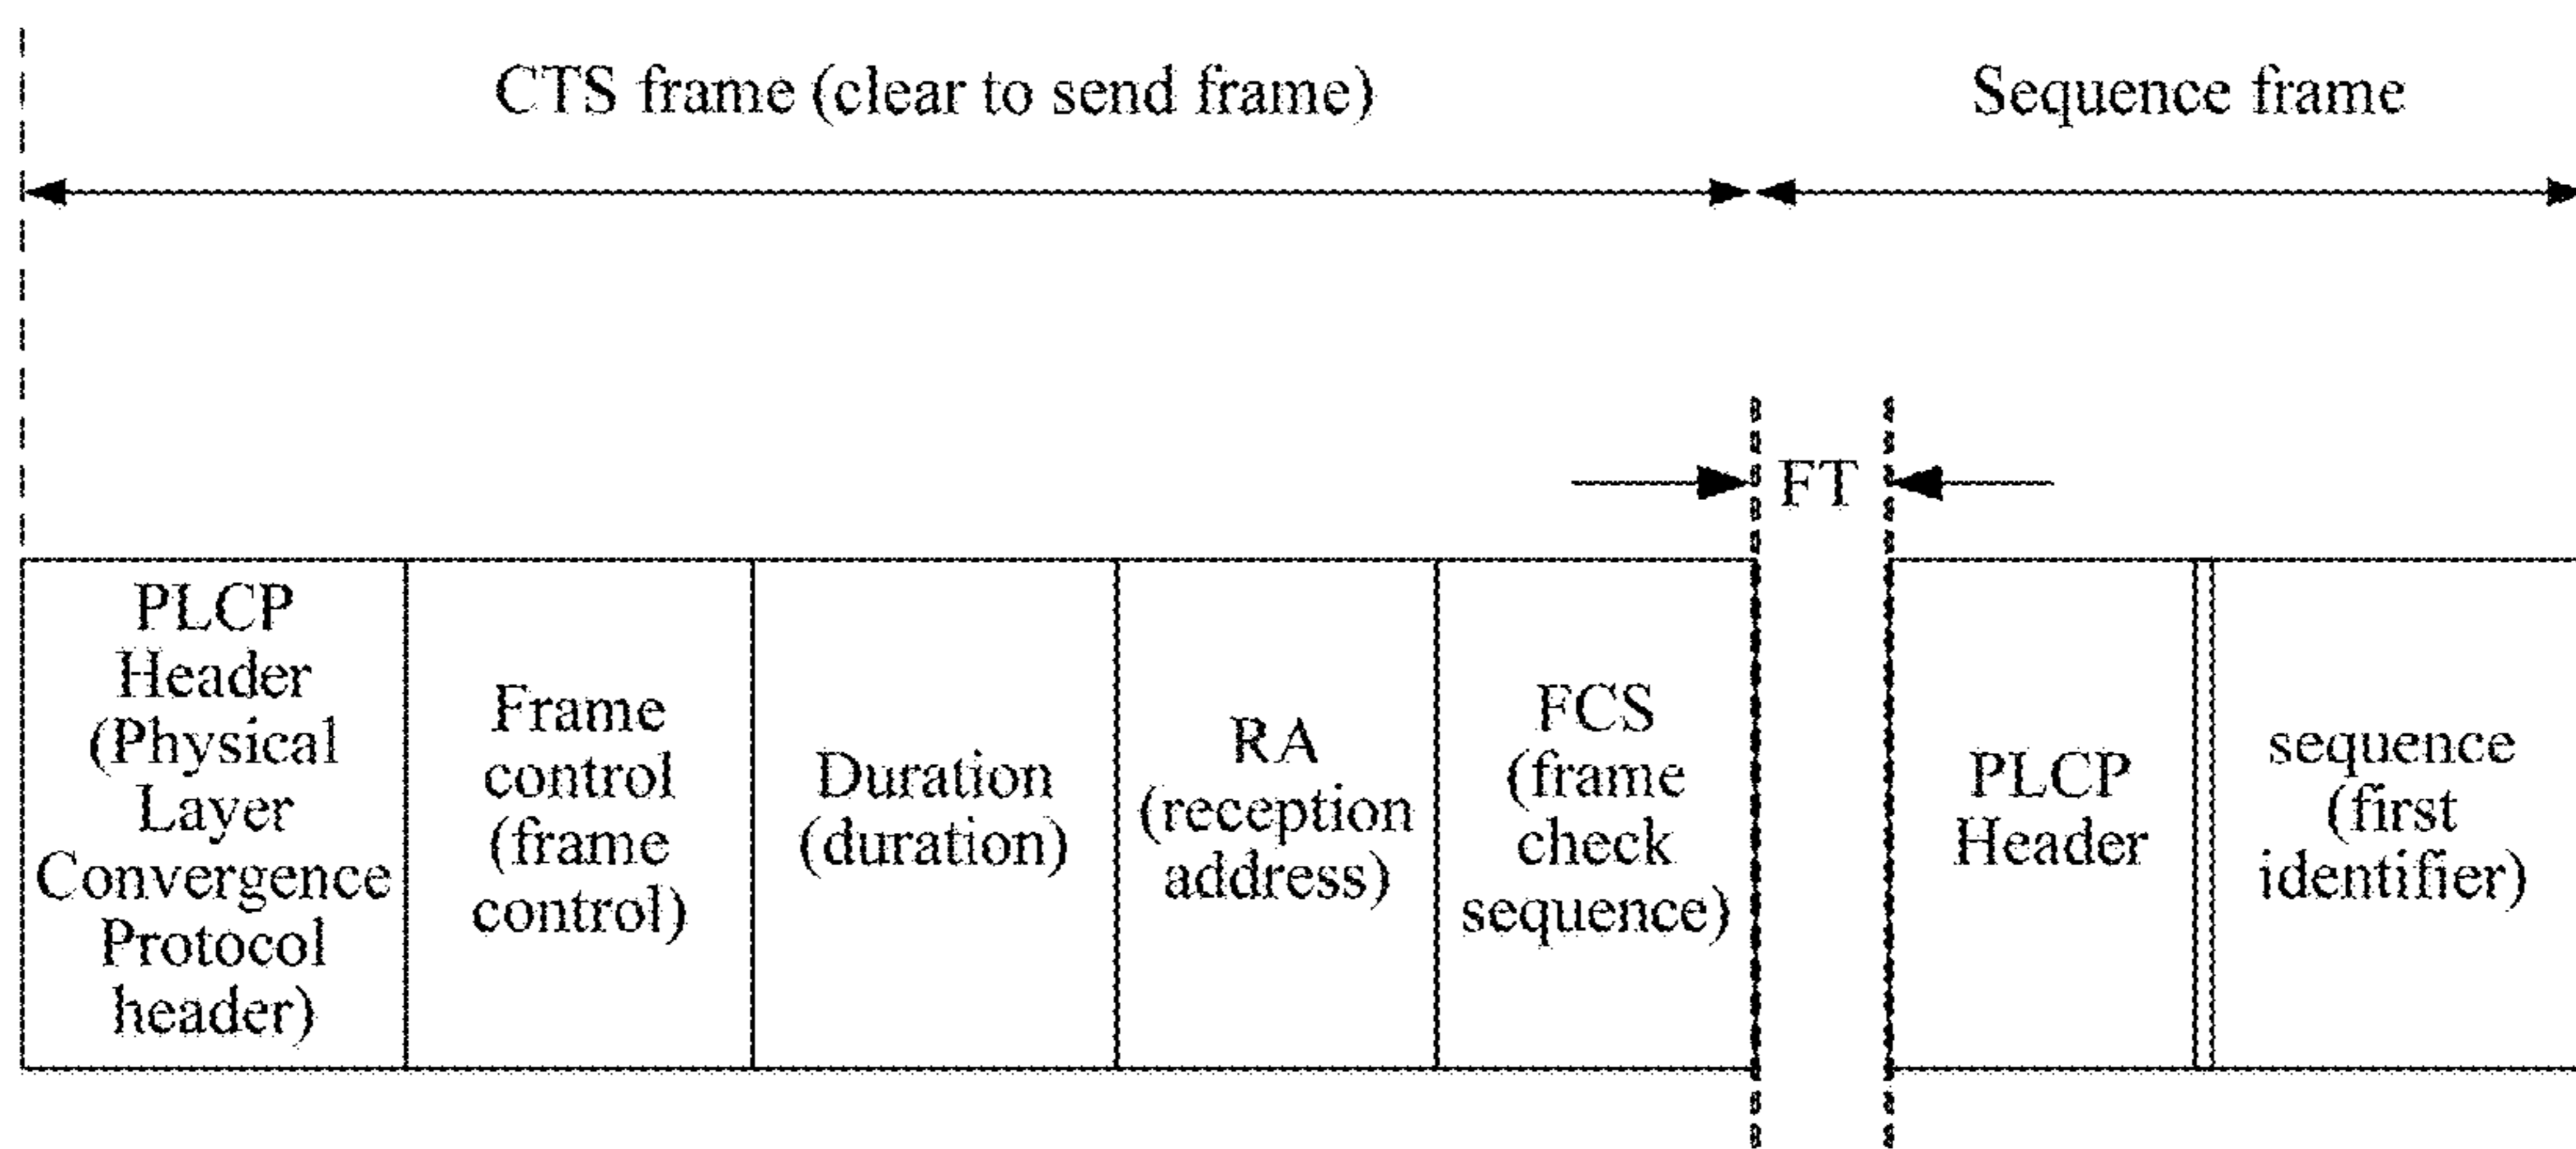 CTS frame (clear to send frame)
Sequence frame
FT
PLCP
Header
(Physical
Layer
Convergence
Protocol
header)
Frame
control
(frame
control)
Duration
(duration)
RA
(reception
address)
FCS
(frame
check
sequence)
PLCP
Header
sequence
(first
identifier)